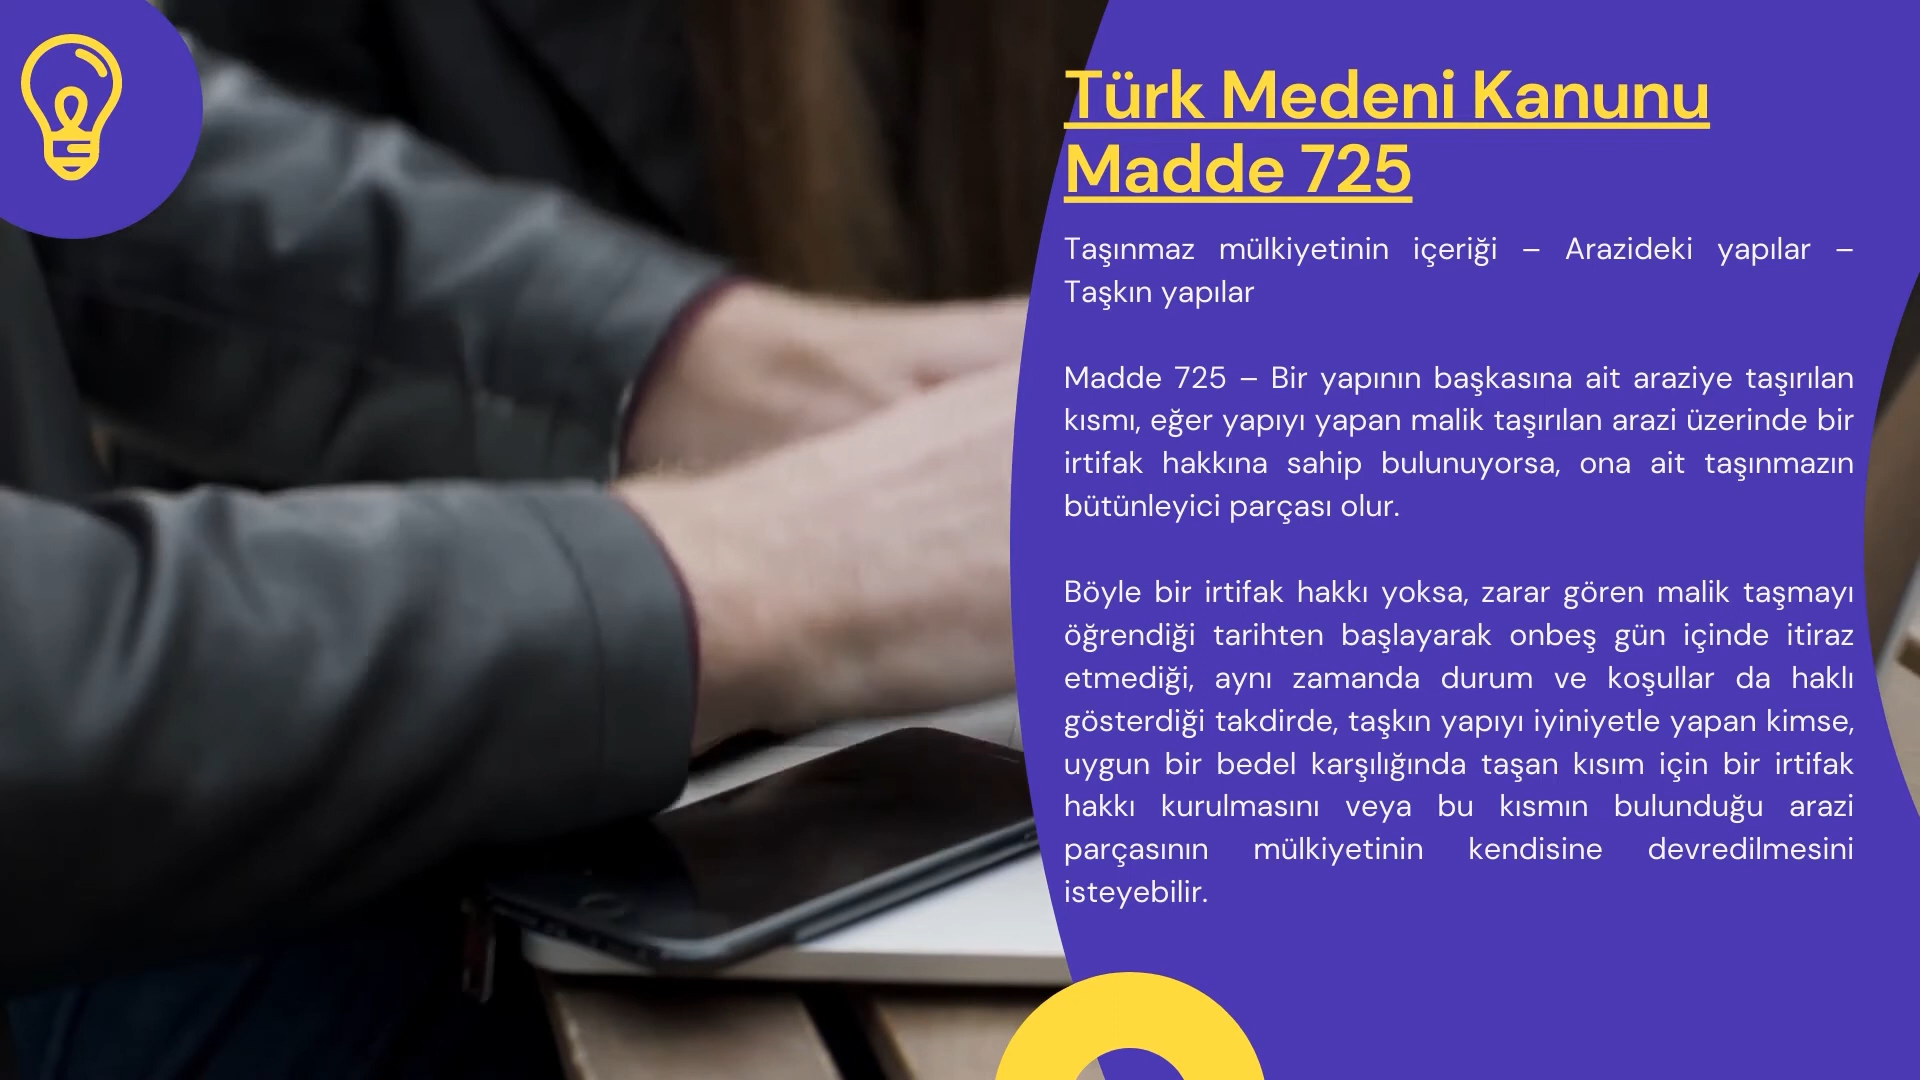 Türk Medeni Kanunu
Madde 725
Taşınmaz mülkiyetinin içeriği – Arazideki yapılar –
Taşkın yapılar
Madde 725 – Bir yapının başkasına ait araziye taşırılan
kısmı, eğer yapıyı yapan malik taşırılan arazi üzerinde bir
irtifak hakkına sahip bulunuyorsa, ona ait taşınmazın
bütünleyici parçası olur.
Böyle bir irtifak hakkı yoksa, zarar gören malik taşmayı
öğrendiği tarihten başlayarak onbeş gün içinde itiraz
etmediği, aynı zamanda durum ve koşullar da haklı
gösterdiği takdirde, taşkın yapıyı iyiniyetle yapan kimse,
uygun bir bedel karşılığında taşan kısım için bir irtifak
hakkı kurulmasını veya bu kısmın bulunduğu arazi
parçasının mülkiyetinin kendisine devredilmesini
isteyebilir.